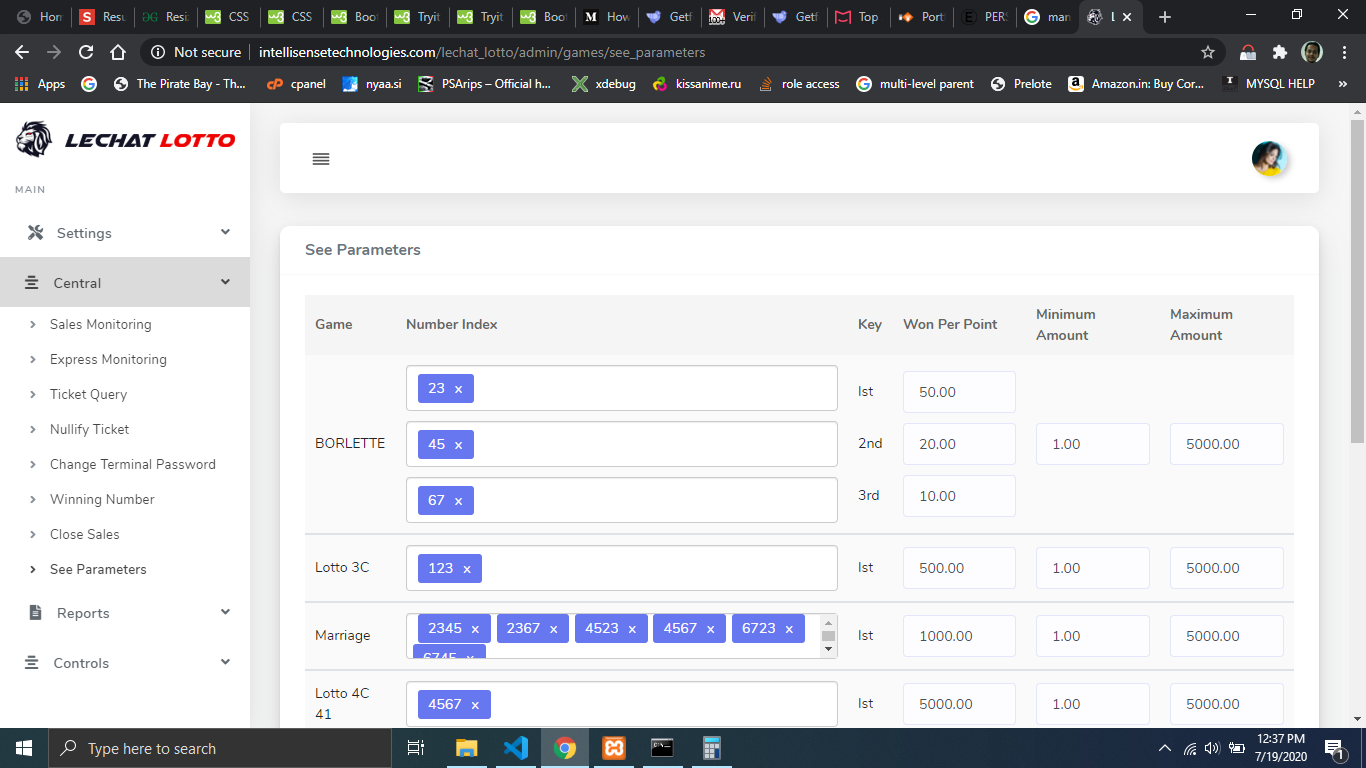 Hom
Resu
Resi
CSS
CSS
Boot
Tryit
Tryit
Boot
How
Getf
Verif
Getf
Top
Port
PERS
man
L
Not secure
intellisensetechnologies.com/lechat_lotto/admin/games/see_parameters
Apps
The Pirate Bay - Th...
cpanel
nyaa.si
PSArips – Official h...
xdebug
kissanime.ru
role access
multi-level parent
Prelote
Amazon.in: Buy Cor...
MYSQL HELP
»
LECHAT LOTTO
MAIN
Settings
Central
Sales Monitoring
Express Monitoring
Ticket Query
Nullify Ticket
Change Terminal Password
Winning Number
Close Sales
See Parameters
Reports
Controls
See Parameters
Game Number Index Key Won Per Point Minimum Amount Maximum Amount
BORLETTE
23 x Ist 50.00
45 x 2nd 20.00 1.00 5000.00
67 x 3rd 10.00
Lotto 3C 123 x Ist 500.00 1.00 5000.00
Marriage 2345 x 2367 x 4523 x 4567 x 6723 x Ist 1000.00 1.00 5000.00
6745 x
Lotto 4C 41 4567 x Ist 5000.00 1.00 5000.00
Type here to search
12:37 PM
7/19/2020
1